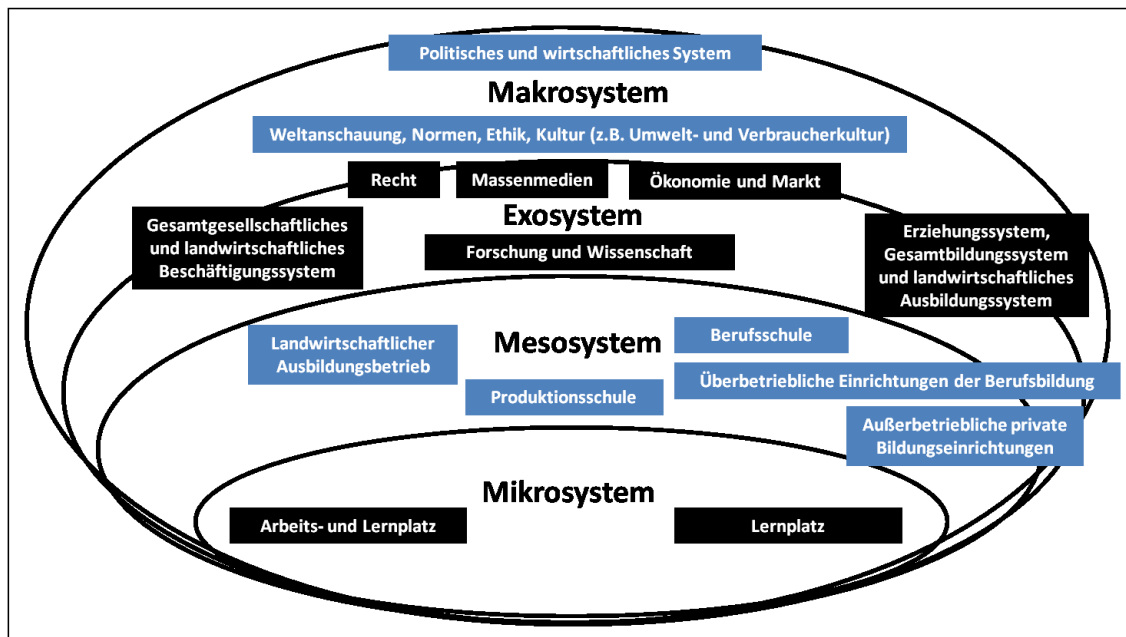 Politisches und wirtschaftliches System
Makrosystem
Weltanschauung, Normen, Ethik, Kultur (z.B. Umwelt- und Verbraucherkultur)
Recht
Massenmedien
Ökonomie und Markt
Exosystem
Gesamtgesellschaftliches
und landwirtschaftliches
Beschäftigungssystem
Forschung und Wissenschaft
Erziehungssystem,
Gesamtbildungssystem
und landwirtschaftliches
Ausbildungssystem
Landwirtschaftlicher
Ausbildungsbetrieb
Mesosystem
Berufsschule
Produktionsschule
Überbetriebliche Einrichtungen der Berufsbildung
Außerbetriebliche private
Bildungseinrichtungen
Mikrosystem
Arbeits- und Lernplatz
Lernplatz